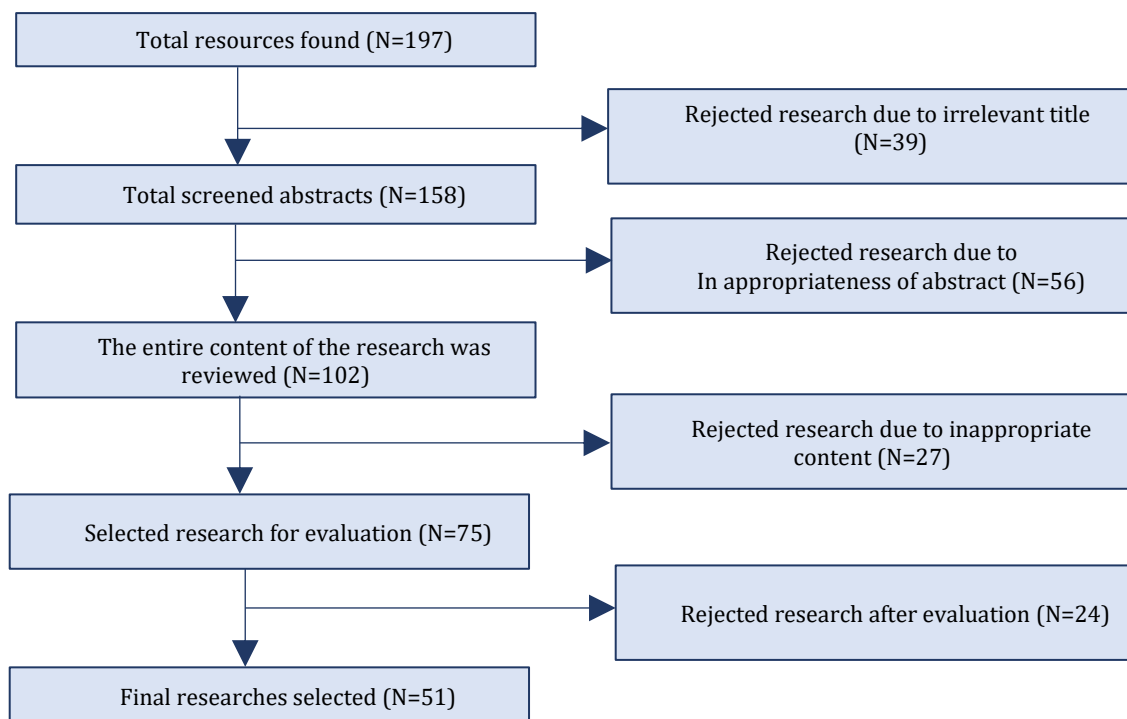 Total resources found (N=197)
Rejected research due to irrelevant title
(N=39)
Total screened abstracts (N=158)
Rejected research due to
In appropriateness of abstract (N=56)
The entire content of the research was
reviewed (N=102)
Rejected research due to inappropriate
content (N=27)
Selected research for evaluation (N=75)
Rejected research after evaluation (N=24)
Final researches selected (N=51)